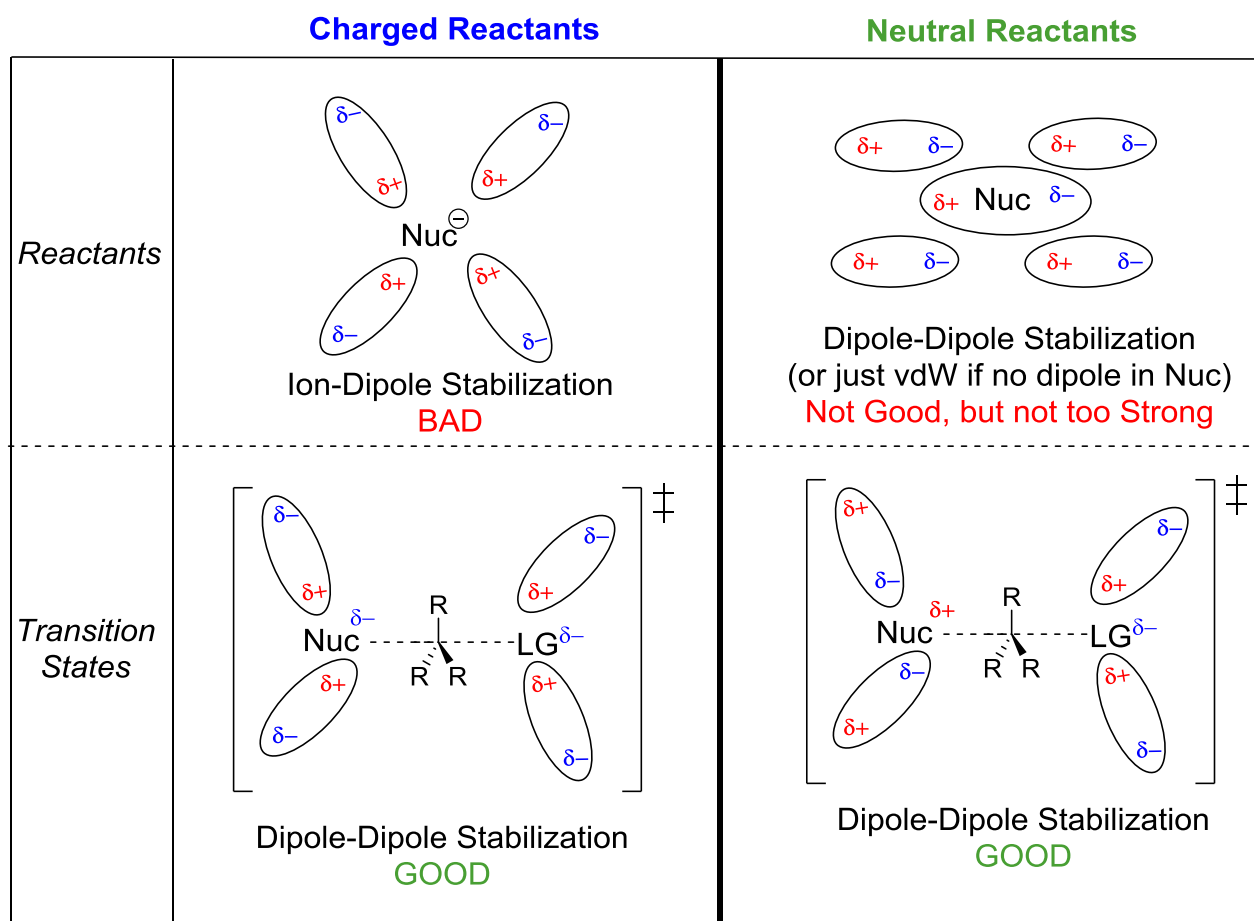 Charged Reactants
Neutral Reactants
Reactants
δ− δ−
δ+ δ+
Nuc⊖
δ+ δ+
δ− δ−
Ion-Dipole Stabilization
BAD
δ+ δ− δ+ δ−
δ+ Nuc δ−
δ+ δ− δ+ δ−
Dipole-Dipole Stabilization
(or just vdW if no dipole in Nuc)
Not Good, but not too Strong
Transition
States
‡
δ− δ−
δ+ δ+
R
Nuc δ− LG δ−
R R
δ+ δ+
δ− δ−
Dipole-Dipole Stabilization
GOOD
‡
δ+ δ−
δ− δ+
R
Nuc δ+ LG δ−
R R
δ− δ+
δ+ δ−
Dipole-Dipole Stabilization
GOOD